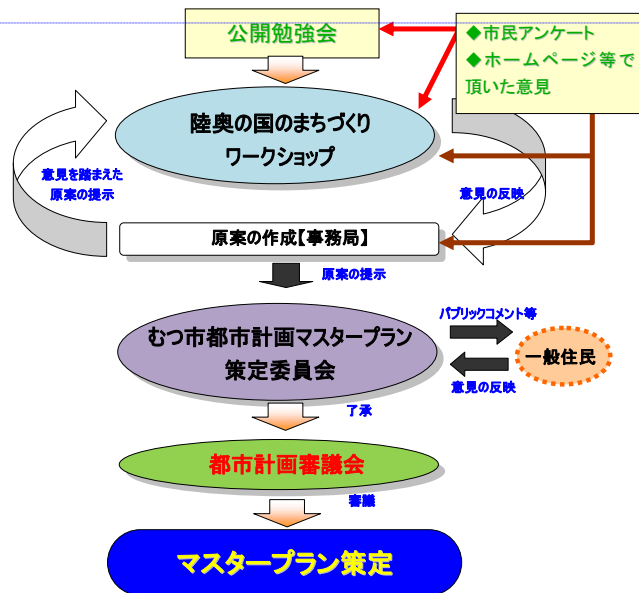 公開勉強会
◆市民アンケート
◆ホームページ等で
頂いた意見
陸奥の国のまちづくり
ワークショップ
意見を踏まえた
原案の提示
意見の反映
原案の作成【事務局】
原案の提示
むつ市都市計画マスタープラン
策定委員会
パブリックコメント等
一般住民
意見の反映
了承
都市計画審議会
審議
マスタープラン策定